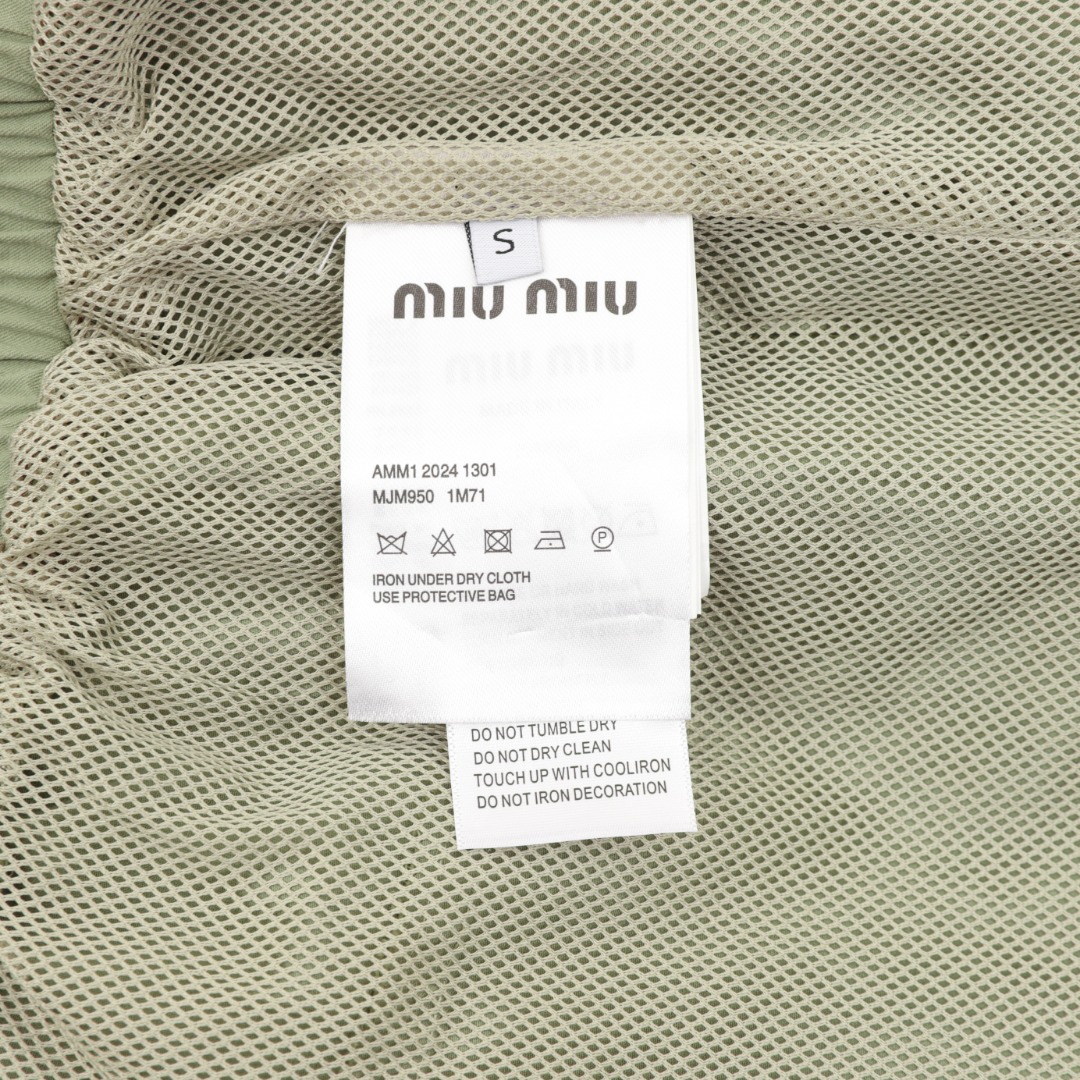 S
miu miu
AMM1 2024 1301
MJM950 1M71
P
IRON UNDER DRY CLOTH
USE PROTECTIVE BAG
DO NOT TUMBLE DRY
DO NOT DRY CLEAN
TOUCH UP WITH COOLIRON
DO NOT IRON DECORATION